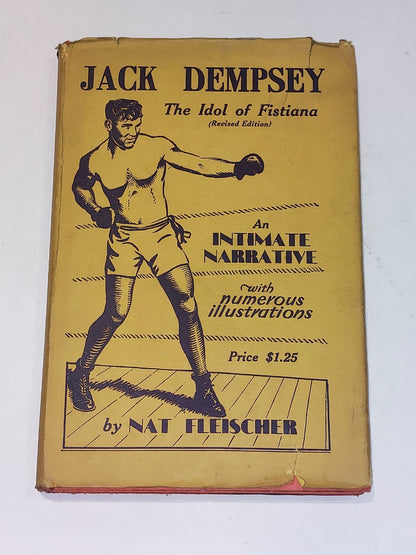 JACK DEMPSEY
The Idol of Fistiana
(Revised Edition)
An
INTIMATE
NARRATIVE
with
numerous
illustrations
Price $1.25
by NAT FLEISCHER